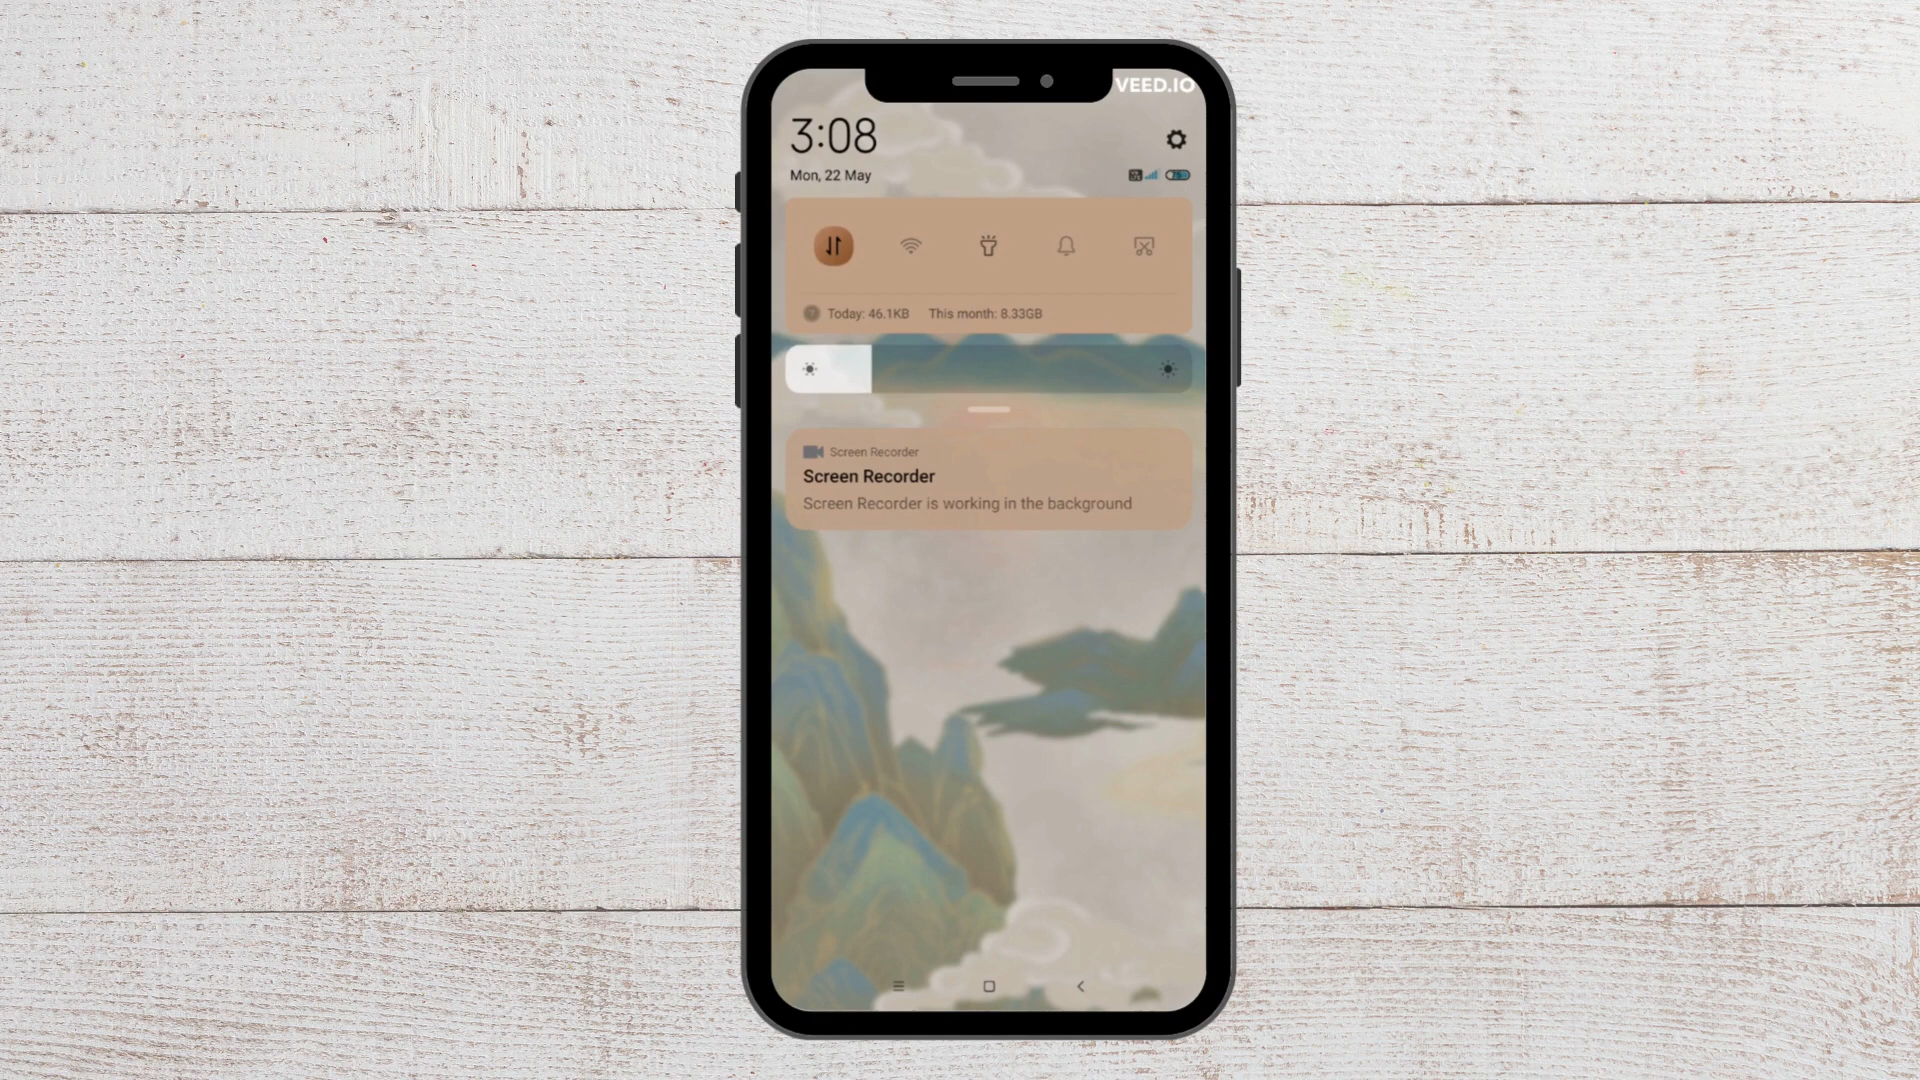 VEED.IO
3:08
Mon, 22 May
Today: 46.1KB This month: 8.33GB
Screen Recorder
Screen Recorder
Screen Recorder is working in the background